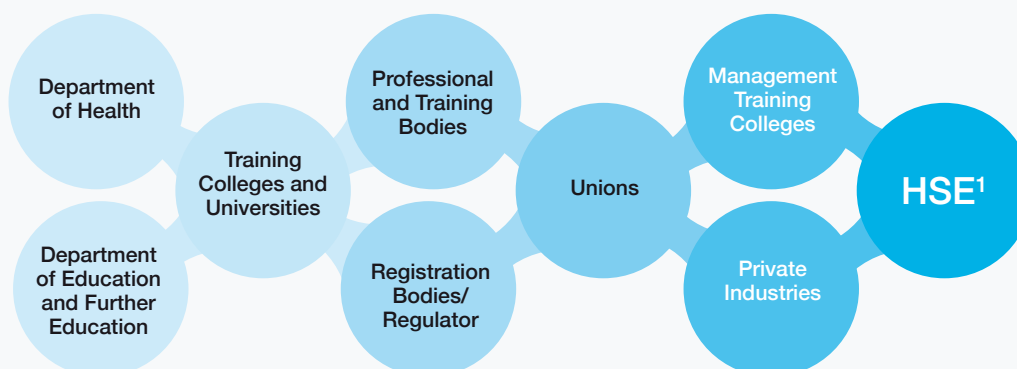 Department
of Health
Department
of Education
and Further
Education
Training
Colleges and
Universities
Professional
and Training
Bodies
Registration
Bodies/
Regulator
Unions
Management
Training
Colleges
Private
Industries
HSE¹